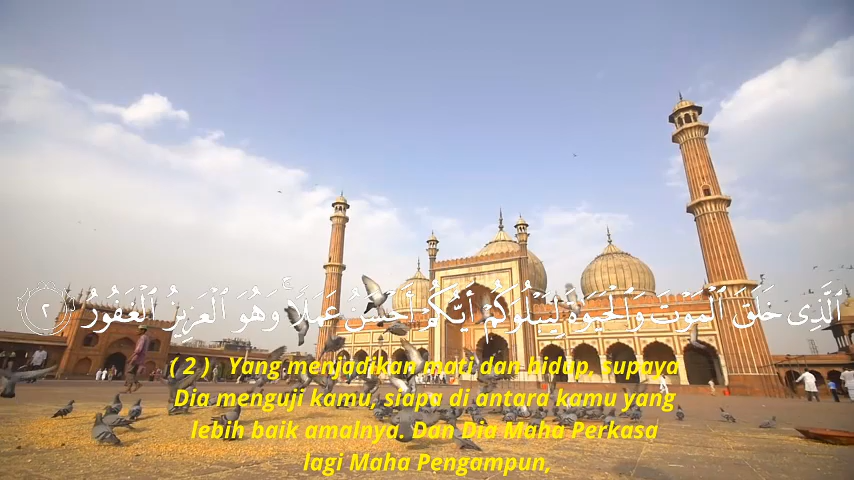 ٱلَّذِى خَلَقَ ٱلْمَوْتَ وَٱلْحَيَوٰةَ لِيَبْلُوَكُمْ أَيُّكُمْ أَحْسَنُ عَمَلًا ۚ وَهُوَ ٱلْعَزِيزُ ٱلْغَفُورُ ٢
( 2 ) Yang menjadikan mati dan hidup, supaya
Dia menguji kamu, siapa di antara kamu yang
lebih baik amalnya. Dan Dia Maha Perkasa
lagi Maha Pengampun,